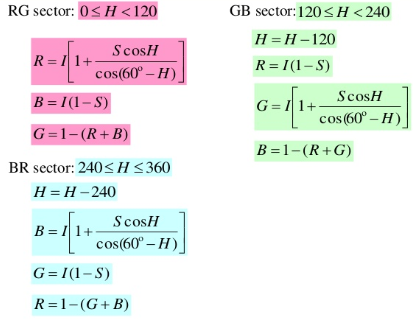 RG sector: 0 ≤ H < 120
R = I[1 + S cosH / cos(60° − H)]
B = I(1 − S)
G = 1 − (R + B)
GB sector: 120 ≤ H < 240
H = H − 120
R = I(1 − S)
G = I[1 + S cosH / cos(60° − H)]
B = 1 − (R + G)
BR sector: 240 ≤ H ≤ 360
H = H − 240
B = I[1 + S cosH / cos(60° − H)]
G = I(1 − S)
R = 1 − (G + B)